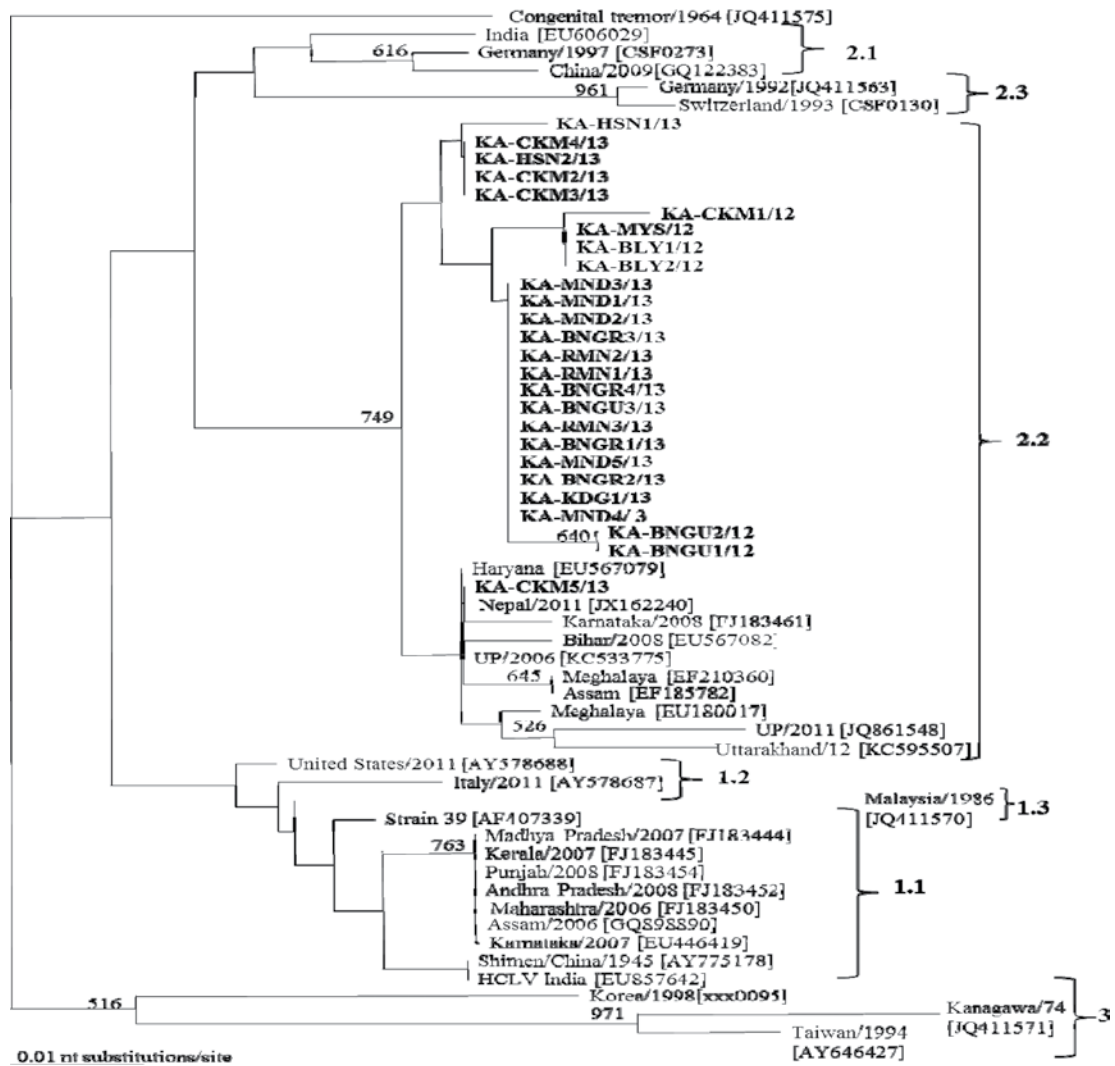 Congenital tremor/1964 [JQ411575]
India [EU606029]
616
Germany/1997 [CSF0273]
2.1
China/2009[GQ122383]
961
Germany/1992[JQ411563]
2.3
Switzerland/1993 [CSF0130]
KA-HSN1/13
KA-CKM4/13
KA-HSN2/13
KA-CKM2/13
KA-CKM3/13
KA-CKM1/12
KA-MYS/12
KA-BLY1/12
KA-BLY2/12
KA-MND3/13
KA-MND1/13
KA-MND2/13
KA-BNGR3/13
KA-RMN2/13
KA-RMN1/13
KA-BNGR4/13
KA-BNGU3/13
749
KA-RMN3/13
2.2
KA-BNGR1/13
KA-MND5/13
KA BNGR2/13
KA-KDG1/13
KA-MND4/ 3
640
KA-BNGU2/12
KA-BNGU1/12
Haryana [EU567079]
KA-CKM5/13
Nepal/2011 [JX162240]
Karnataka/2008 [FJ183461]
Bihar/2008 [EU567082]
UP/2006 [KC533775]
645
Meghalaya [EF210360]
Assam [EF185782]
Meghalaya [EU180017]
526
UP/2011 [JQ861548]
Uttarakhand/12 [KC595507]
United States/2011 [AY578688]
1.2
Italy/2011 [AY578687]
Malaysia/1986
[JQ411570]
1.3
Strain 39 [AF407339]
Madhya Pradesh/2007 [FJ183444]
763
Kerala/2007 [FJ183445]
Punjab/2008 [FJ183454]
Andhra Pradesh/2008 [FJ183452]
1.1
Maharashtra/2006 [FJ183450]
Assam/2006 [GQ898890]
Karnataka/2007 [EU446419]
Shimen/China/1945 [AY775178]
HCLV India [EU857642]
516
Korea/1998[xxx0095]
971
Kanagawa/74
[JQ411571]
3
Taiwan/1994
[AY646427]
0.01 nt substitutions/site